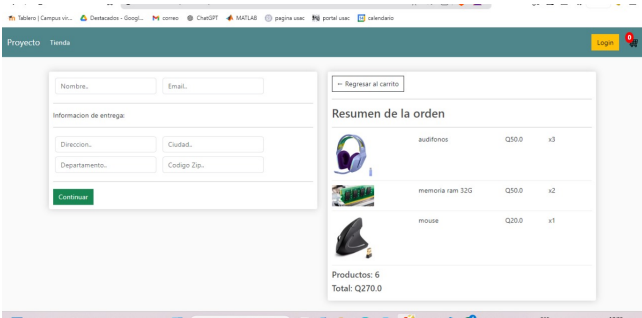 Tablero | Campus vir...
Destacados - Googl...
correo
ChatGPT
MATLAB
pagina usac
portal usac
calendario
Proyecto
Tienda
Login
0
Nombre..
Email..
Informacion de entrega:
Direccion..
Ciudad..
Departamento..
Codigo Zip..
Continuar
← Regresar al carrito
Resumen de la orden
audifonos Q50.0 x3
memoria ram 32G Q50.0 x2
mouse Q20.0 x1
Productos: 6
Total: Q270.0